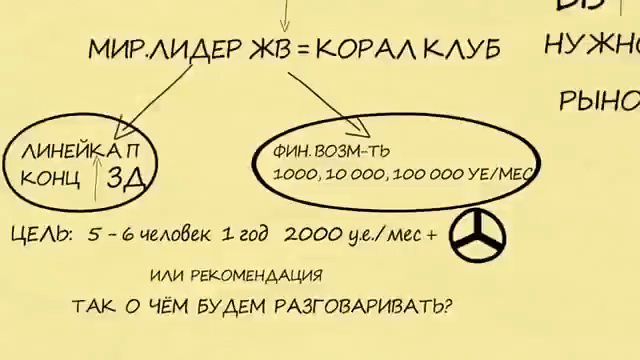 МИР.ЛИДЕР ЖВ = КОРАЛ КЛУБ
НУЖНО
РЫНО
ЛИНЕЙКА П
КОНЦ ЗД
ФИН.ВОЗМ-ТЬ
1000, 10 000, 100 000 УЕ/МЕС
ЦЕЛЬ: 5 - 6 человек 1 год 2000 у.е./мес +
ИЛИ РЕКОМЕНДАЦИЯ
ТАК О ЧЁМ БУДЕМ РАЗГОВАРИВАТЬ?